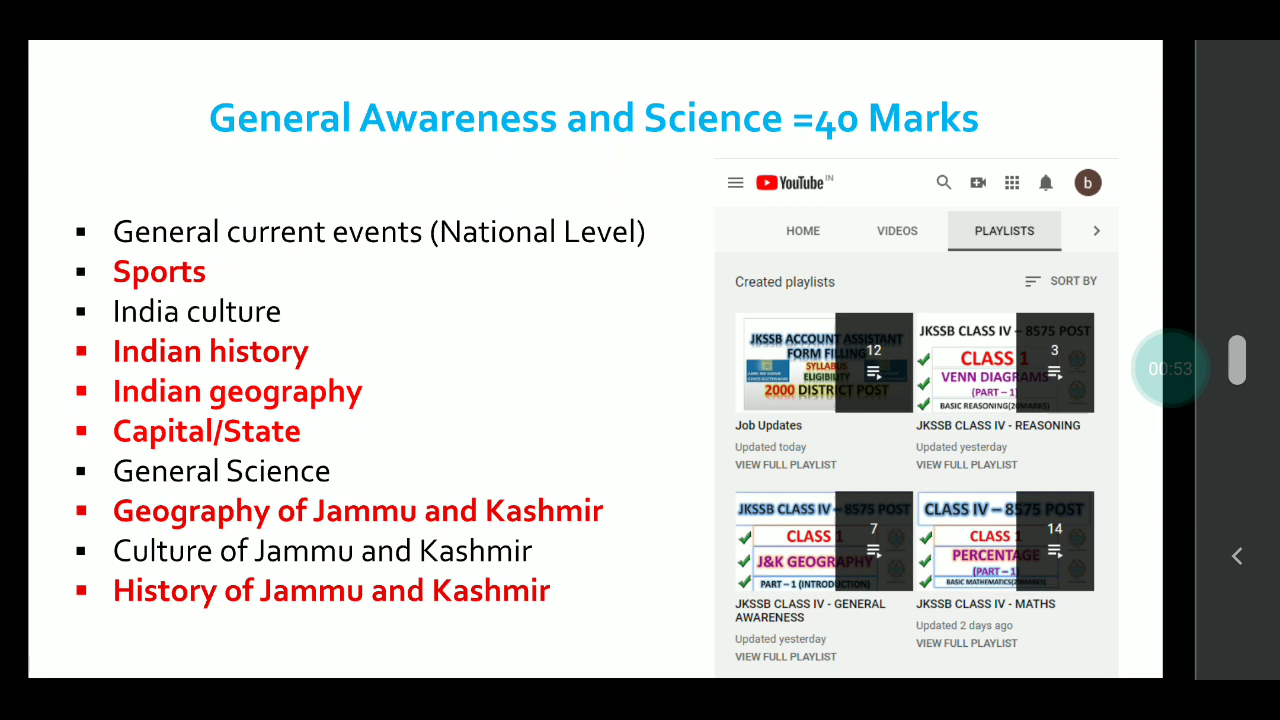 General Awareness and Science =40 Marks
▪ General current events (National Level)
▪ Sports
▪ India culture
▪ Indian history
▪ Indian geography
▪ Capital/State
▪ General Science
▪ Geography of Jammu and Kashmir
▪ Culture of Jammu and Kashmir
▪ History of Jammu and Kashmir
YouTube IN
b
HOME VIDEOS PLAYLISTS
Created playlists
SORT BY
JKSSB ACCOUNT ASSISTANT
FORM FILLING
SYLLABUS
ELIGIBILITY
2000 DISTRICT POST
12
Job Updates
Updated today
VIEW FULL PLAYLIST
JKSSB CLASS IV – 8575 POST
CLASS 1
VENN DIAGRAMS
(PART – 1)
BASIC REASONING(20MARKS)
3
JKSSB CLASS IV - REASONING
Updated yesterday
VIEW FULL PLAYLIST
JKSSB CLASS IV – 8575 POST
CLASS 1
J&K GEOGRAPHY
PART – 1 (INTRODUCTION)
7
JKSSB CLASS IV - GENERAL
AWARENESS
Updated yesterday
VIEW FULL PLAYLIST
CLASS IV – 8575 POST
CLASS 1
PERCENTAGE
(PART – 1)
BASIC MATHEMATICS(20MARKS)
14
JKSSB CLASS IV - MATHS
Updated 2 days ago
VIEW FULL PLAYLIST
00:53